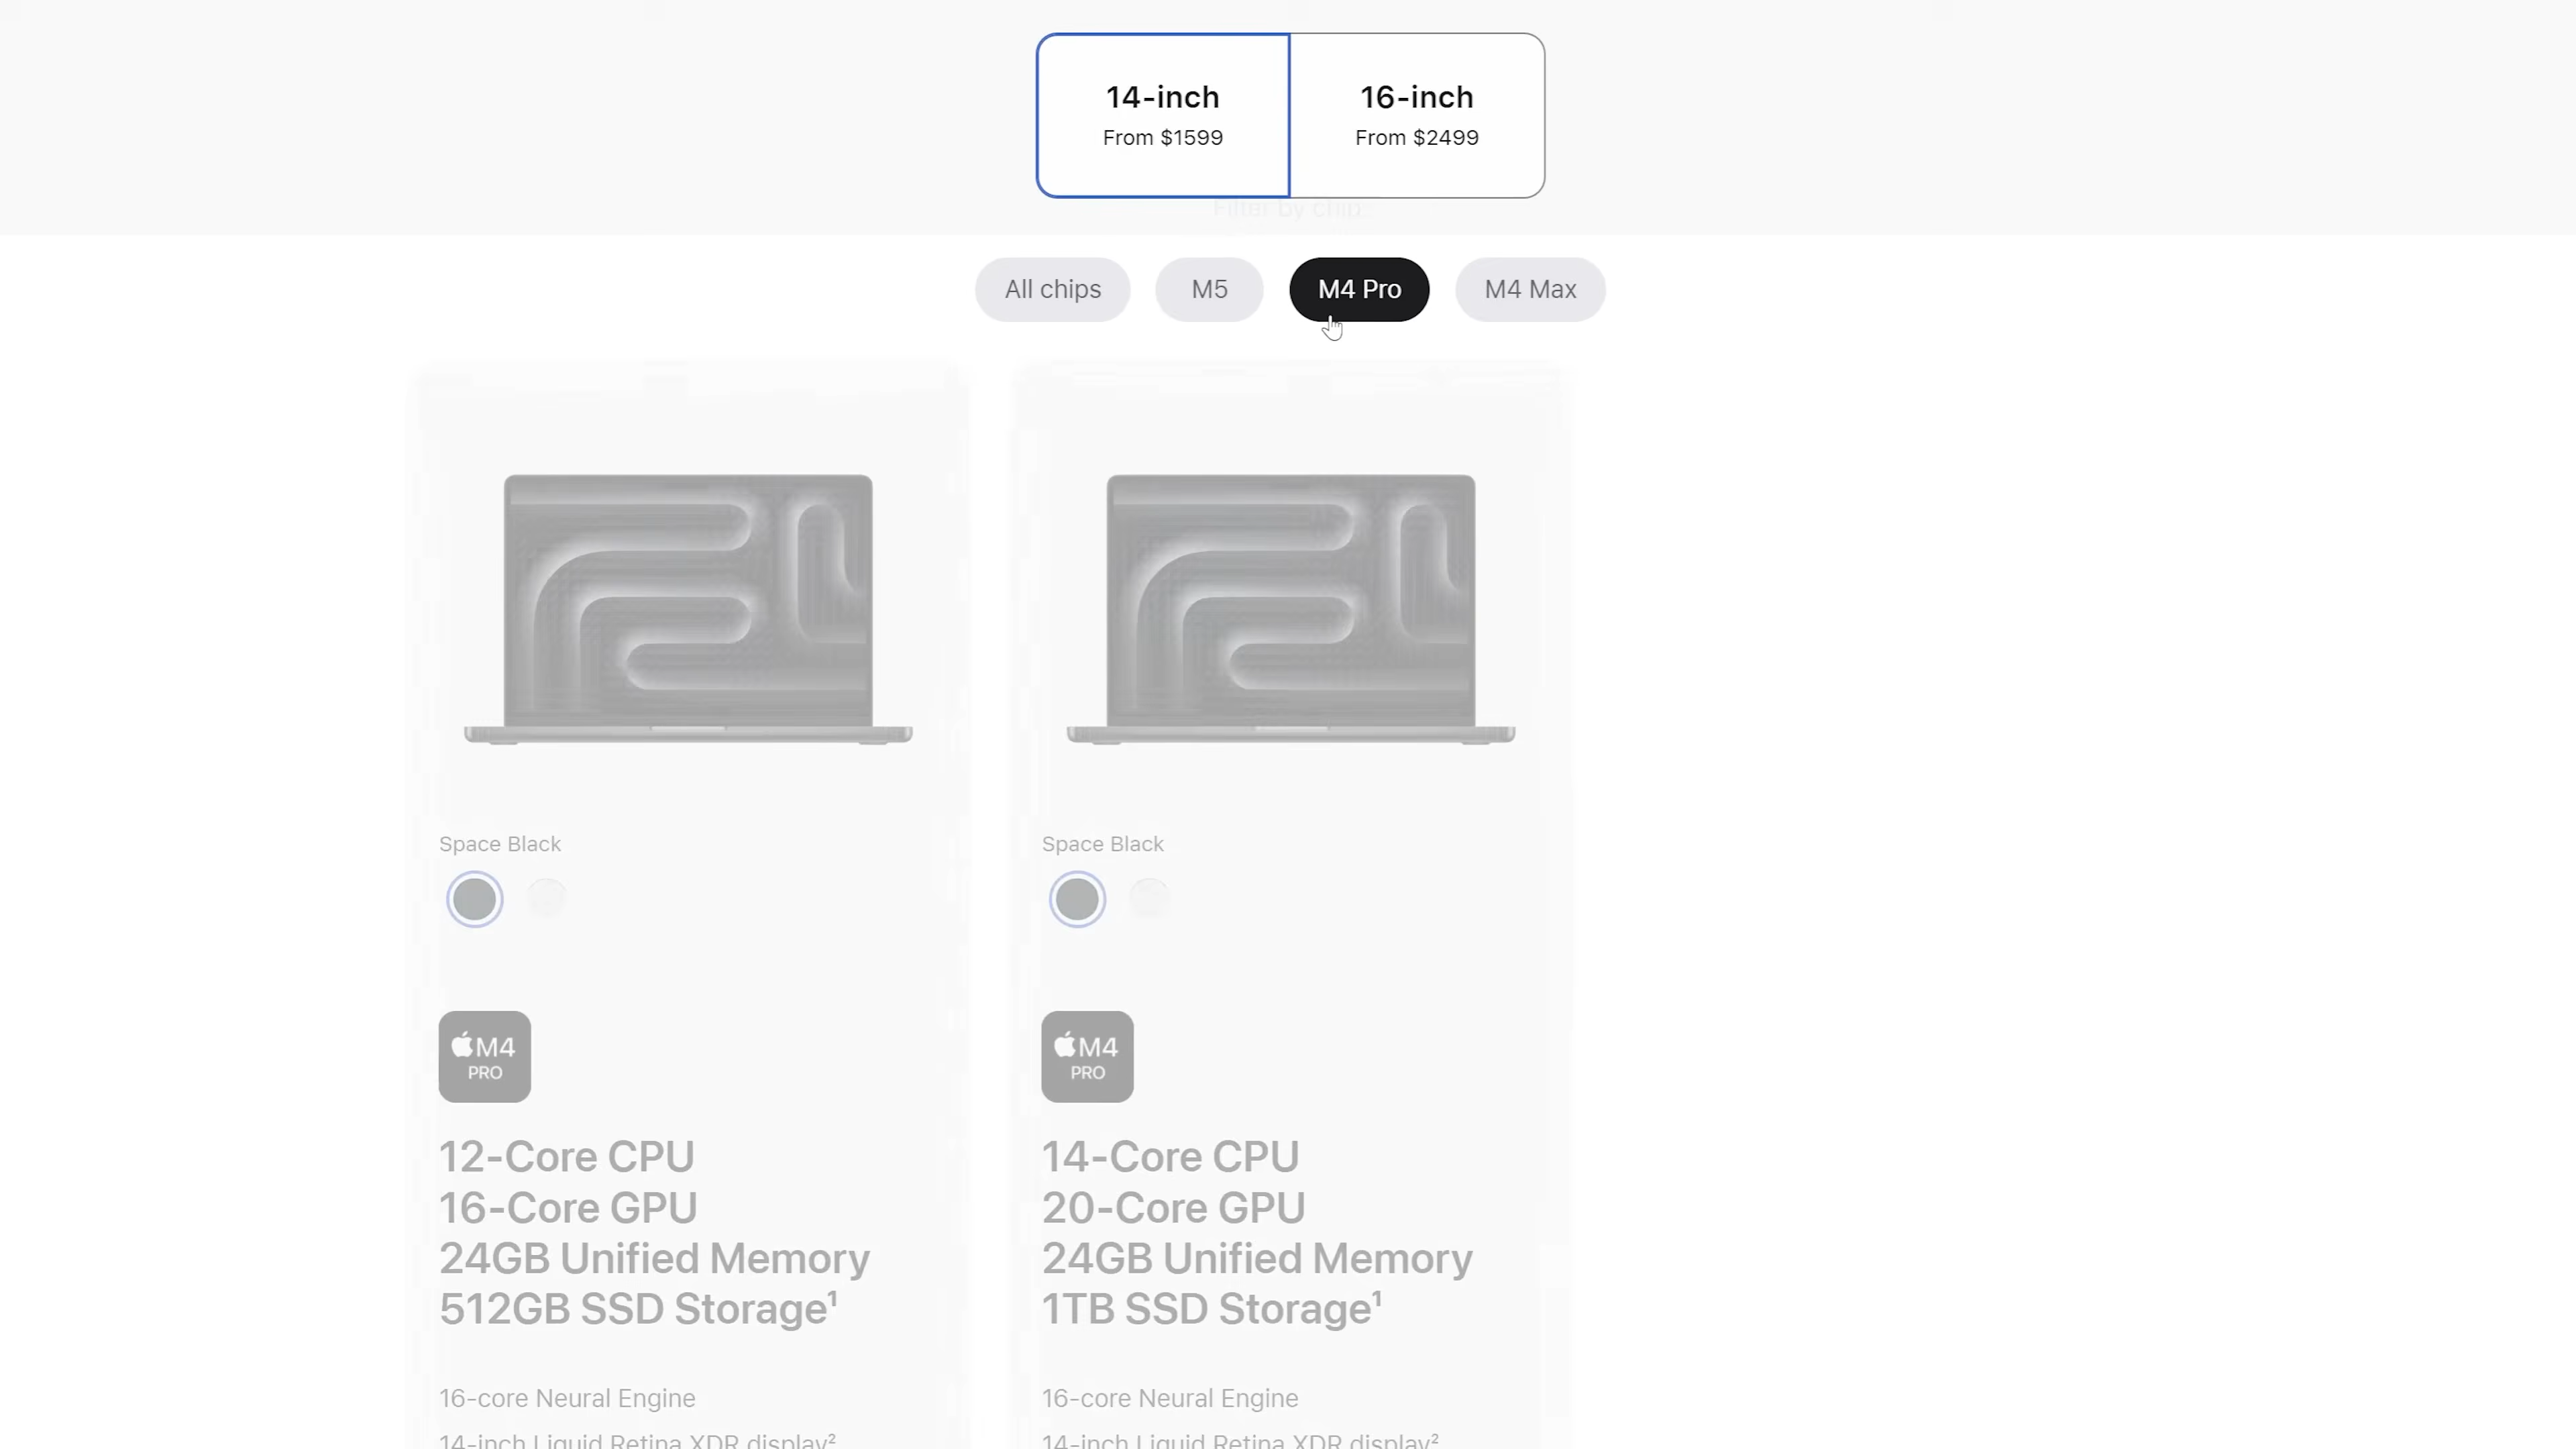 14-inch
From $1599
16-inch
From $2499
Filter by chip:
All chips
M5
M4 Pro
M4 Max
Space Black
M4
PRO
12-Core CPU
16-Core GPU
24GB Unified Memory
512GB SSD Storage¹
16-core Neural Engine
14-inch Liquid Retina XDR display²
Space Black
M4
PRO
14-Core CPU
20-Core GPU
24GB Unified Memory
1TB SSD Storage¹
16-core Neural Engine
14-inch Liquid Retina XDR display²